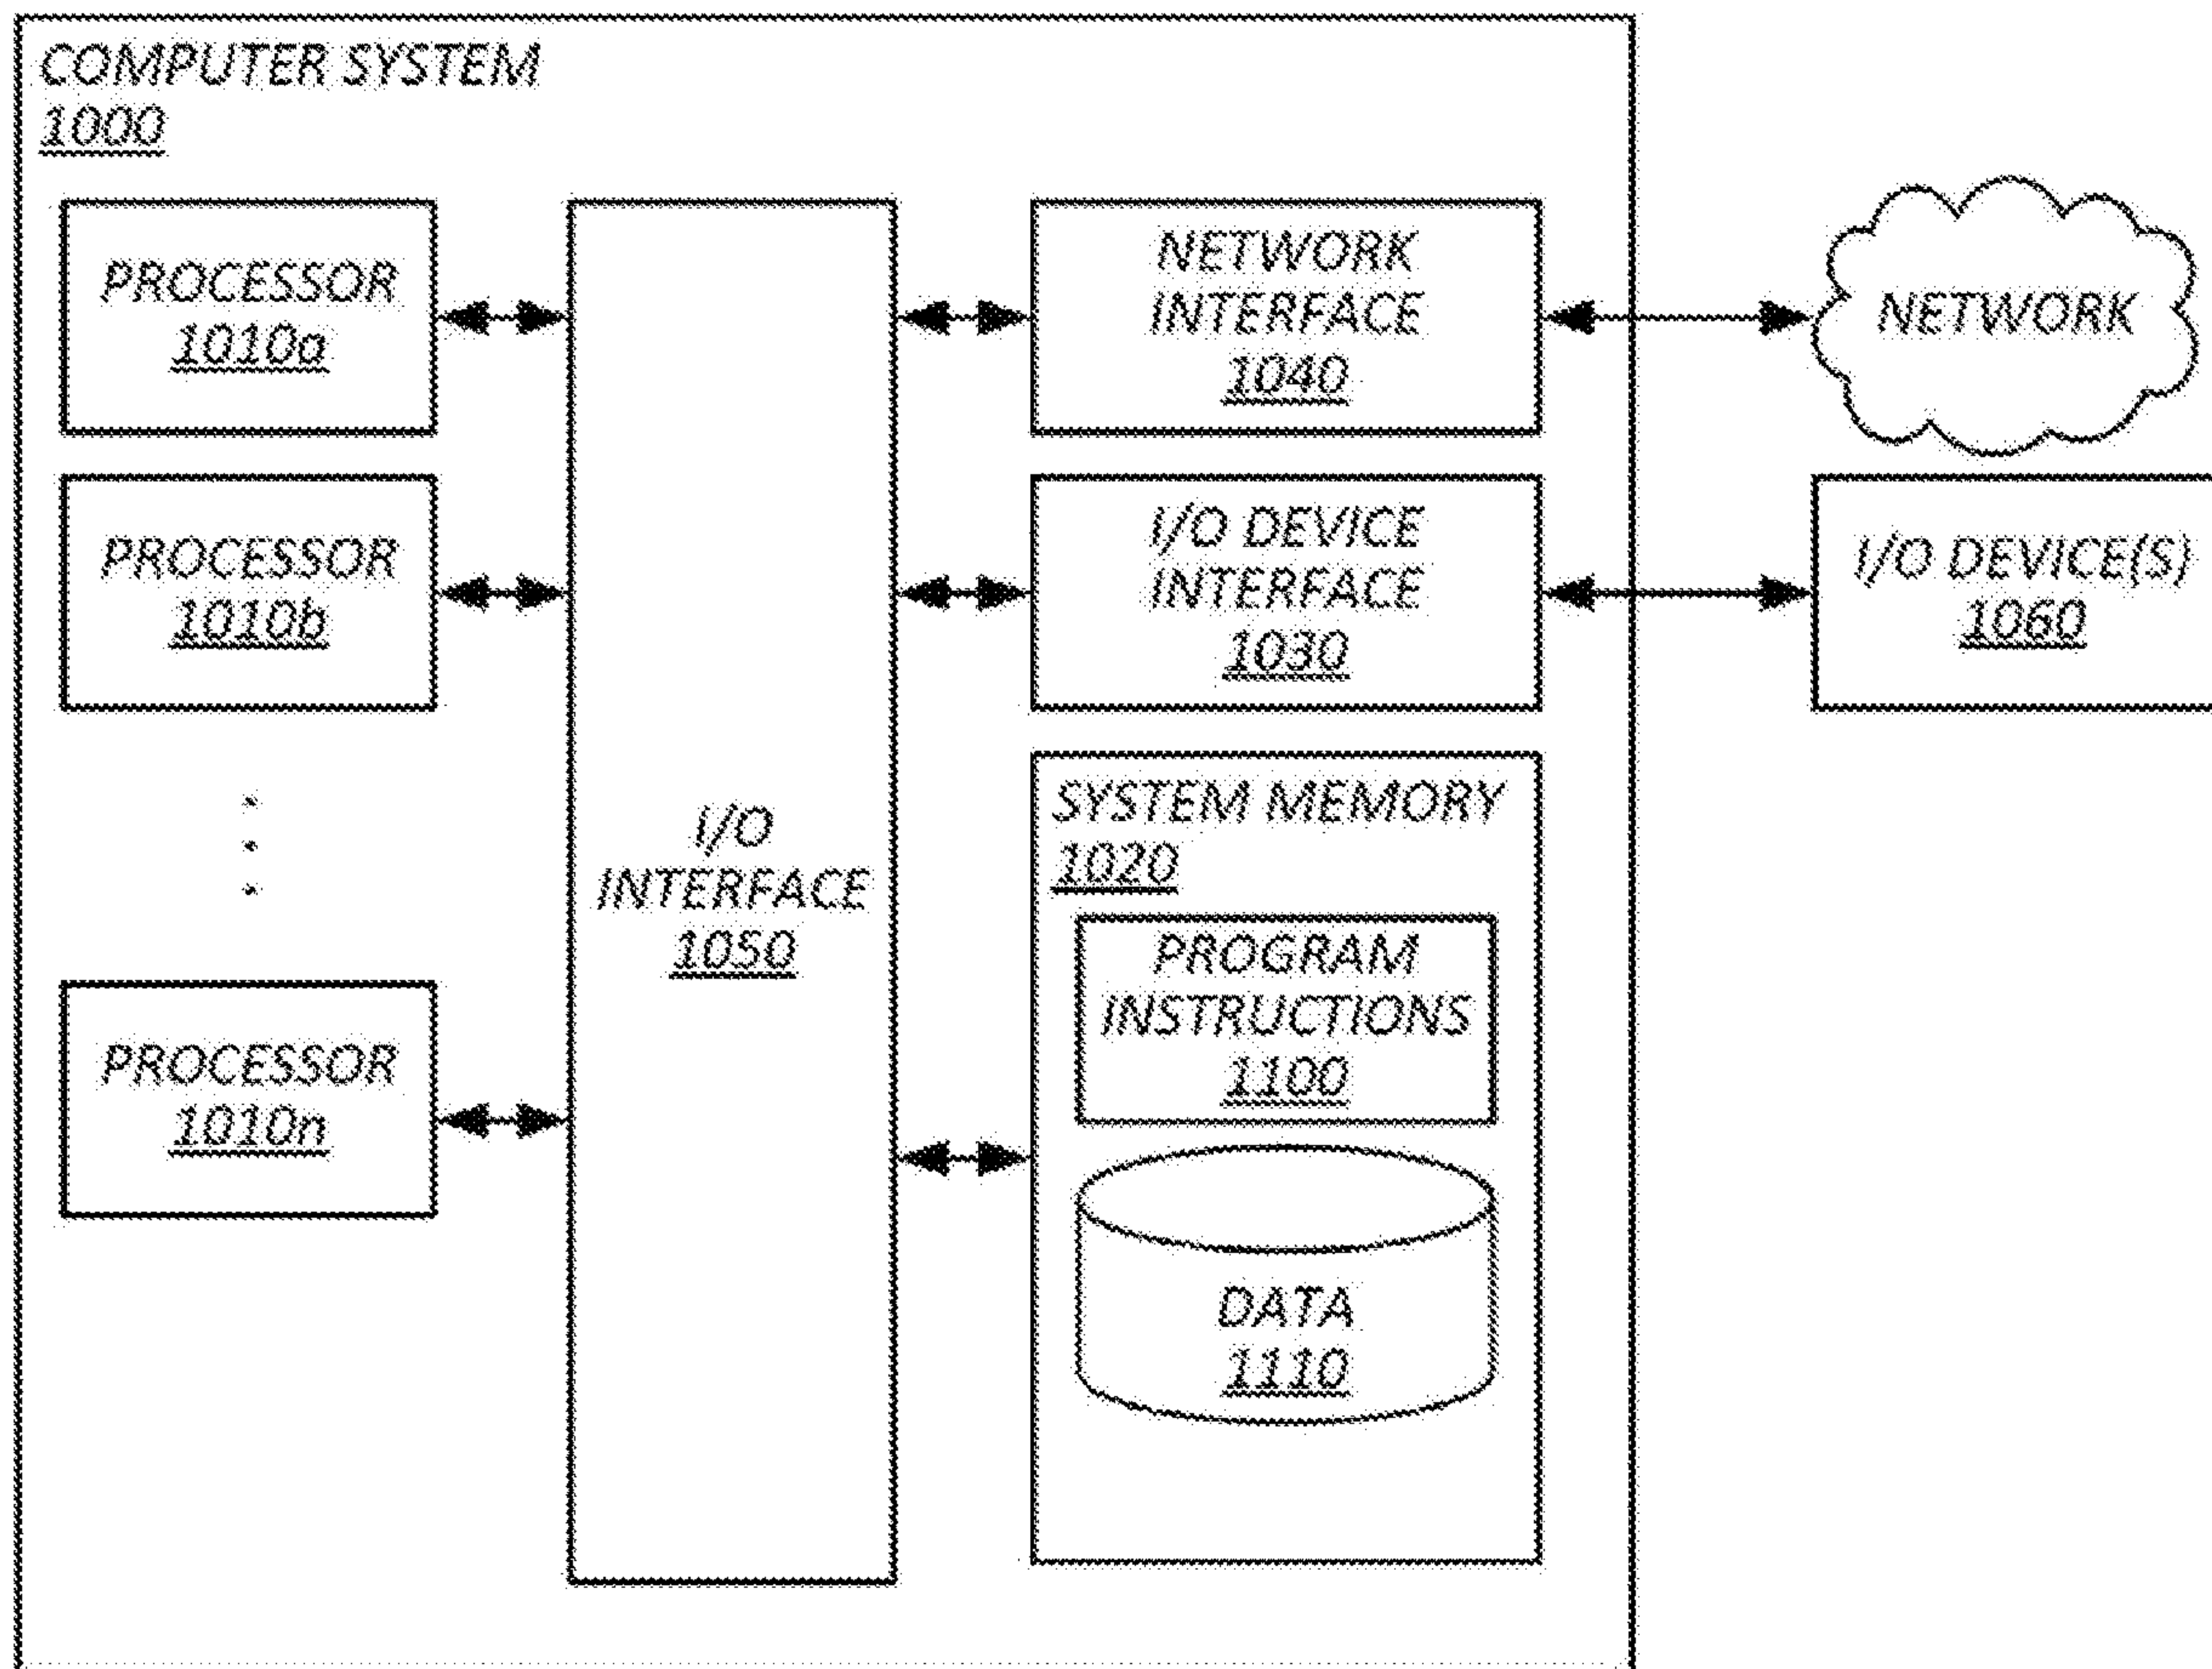 COMPUTER SYSTEM
1000
PROCESSOR
1010a
PROCESSOR
1010b
PROCESSOR
1010n
I/O
INTERFACE
1050
NETWORK
INTERFACE
1040
I/O DEVICE
INTERFACE
1030
SYSTEM MEMORY
1020
PROGRAM
INSTRUCTIONS
1100
DATA
1110
NETWORK
I/O DEVICE(S)
1060